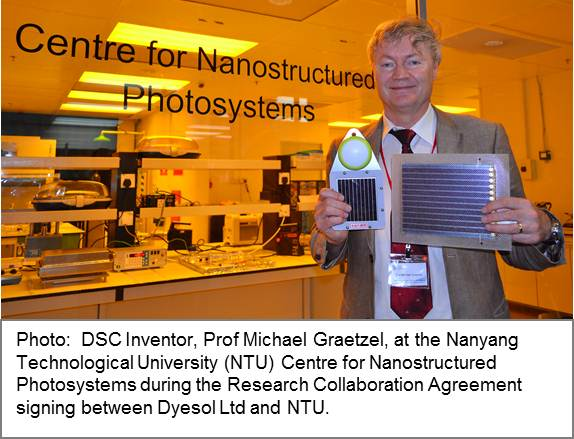 Centre for Nanostructured
Photosystems
Photo:  DSC Inventor, Prof Michael Graetzel, at the Nanyang
Technological University (NTU) Centre for Nanostructured
Photosystems during the Research Collaboration Agreement
signing between Dyesol Ltd and NTU.